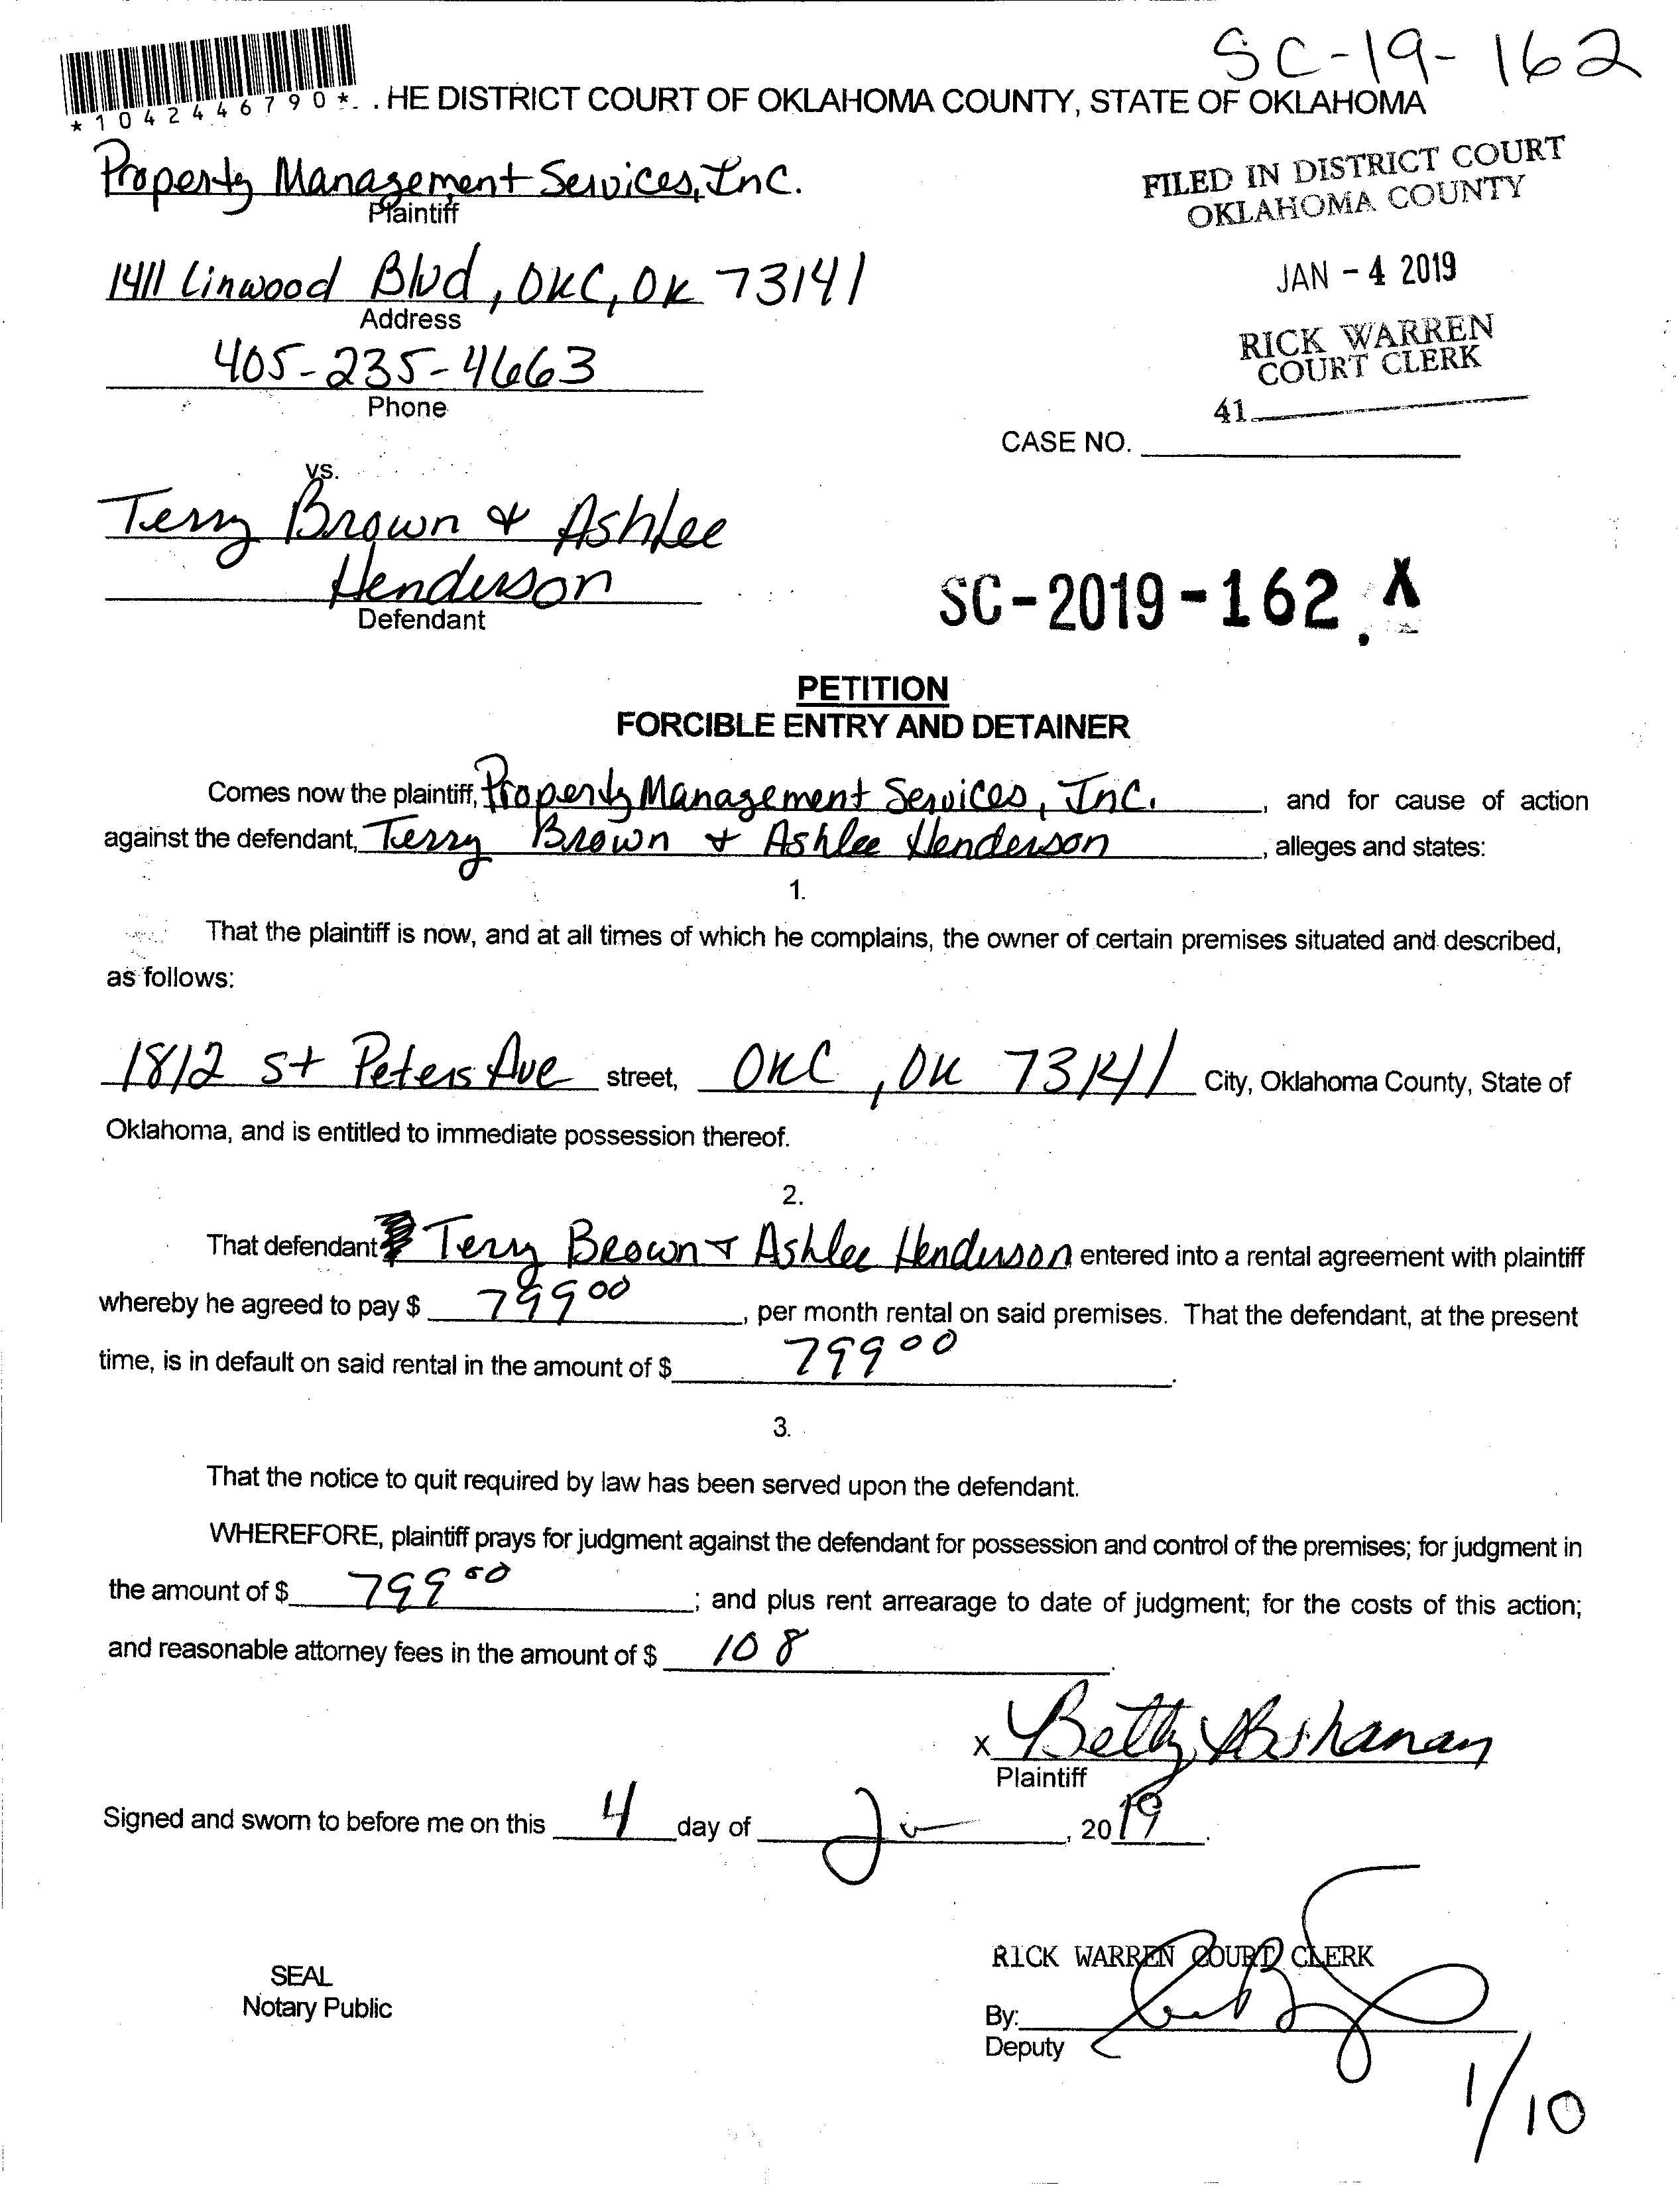 SC-19-162
*1042446790*
HE DISTRICT COURT OF OKLAHOMA COUNTY, STATE OF OKLAHOMA
Property Management Services, Inc.
Plaintiff
FILED IN DISTRICT COURT
OKLAHOMA COUNTY
1411 Linwood Blvd, OKC, OK 73141
Address
JAN - 4 2019
405-235-4663
Phone
RICK WARREN
COURT CLERK
41
CASE NO.
vs.
Terry Brown & Ashlee
Henderson
Defendant
SC-2019-162
PETITION
FORCIBLE ENTRY AND DETAINER
Comes now the plaintiff, Property Management Services, Inc., and for cause of action
against the defendant, Terry Brown + Ashlee Henderson, alleges and states:
1.
That the plaintiff is now, and at all times of which he complains, the owner of certain premises situated and described,
as follows:
1812 St Peters Ave street, OKC, OK 73141 City, Oklahoma County, State of
Oklahoma, and is entitled to immediate possession thereof.
2.
That defendant Terry Brown + Ashlee Henderson entered into a rental agreement with plaintiff
whereby he agreed to pay $ 799 00, per month rental on said premises. That the defendant, at the present
time, is in default on said rental in the amount of $ 799 00.
3.
That the notice to quit required by law has been served upon the defendant.
WHEREFORE, plaintiff prays for judgment against the defendant for possession and control of the premises; for judgment in
the amount of $ 799 00; and plus rent arrearage to date of judgment; for the costs of this action;
and reasonable attorney fees in the amount of $ 108.
x Betty
Plaintiff
Signed and sworn to before me on this 4 day of , 2019.
RICK WARREN COURT CLERK
SEAL
Notary Public
By:
Deputy
1/10